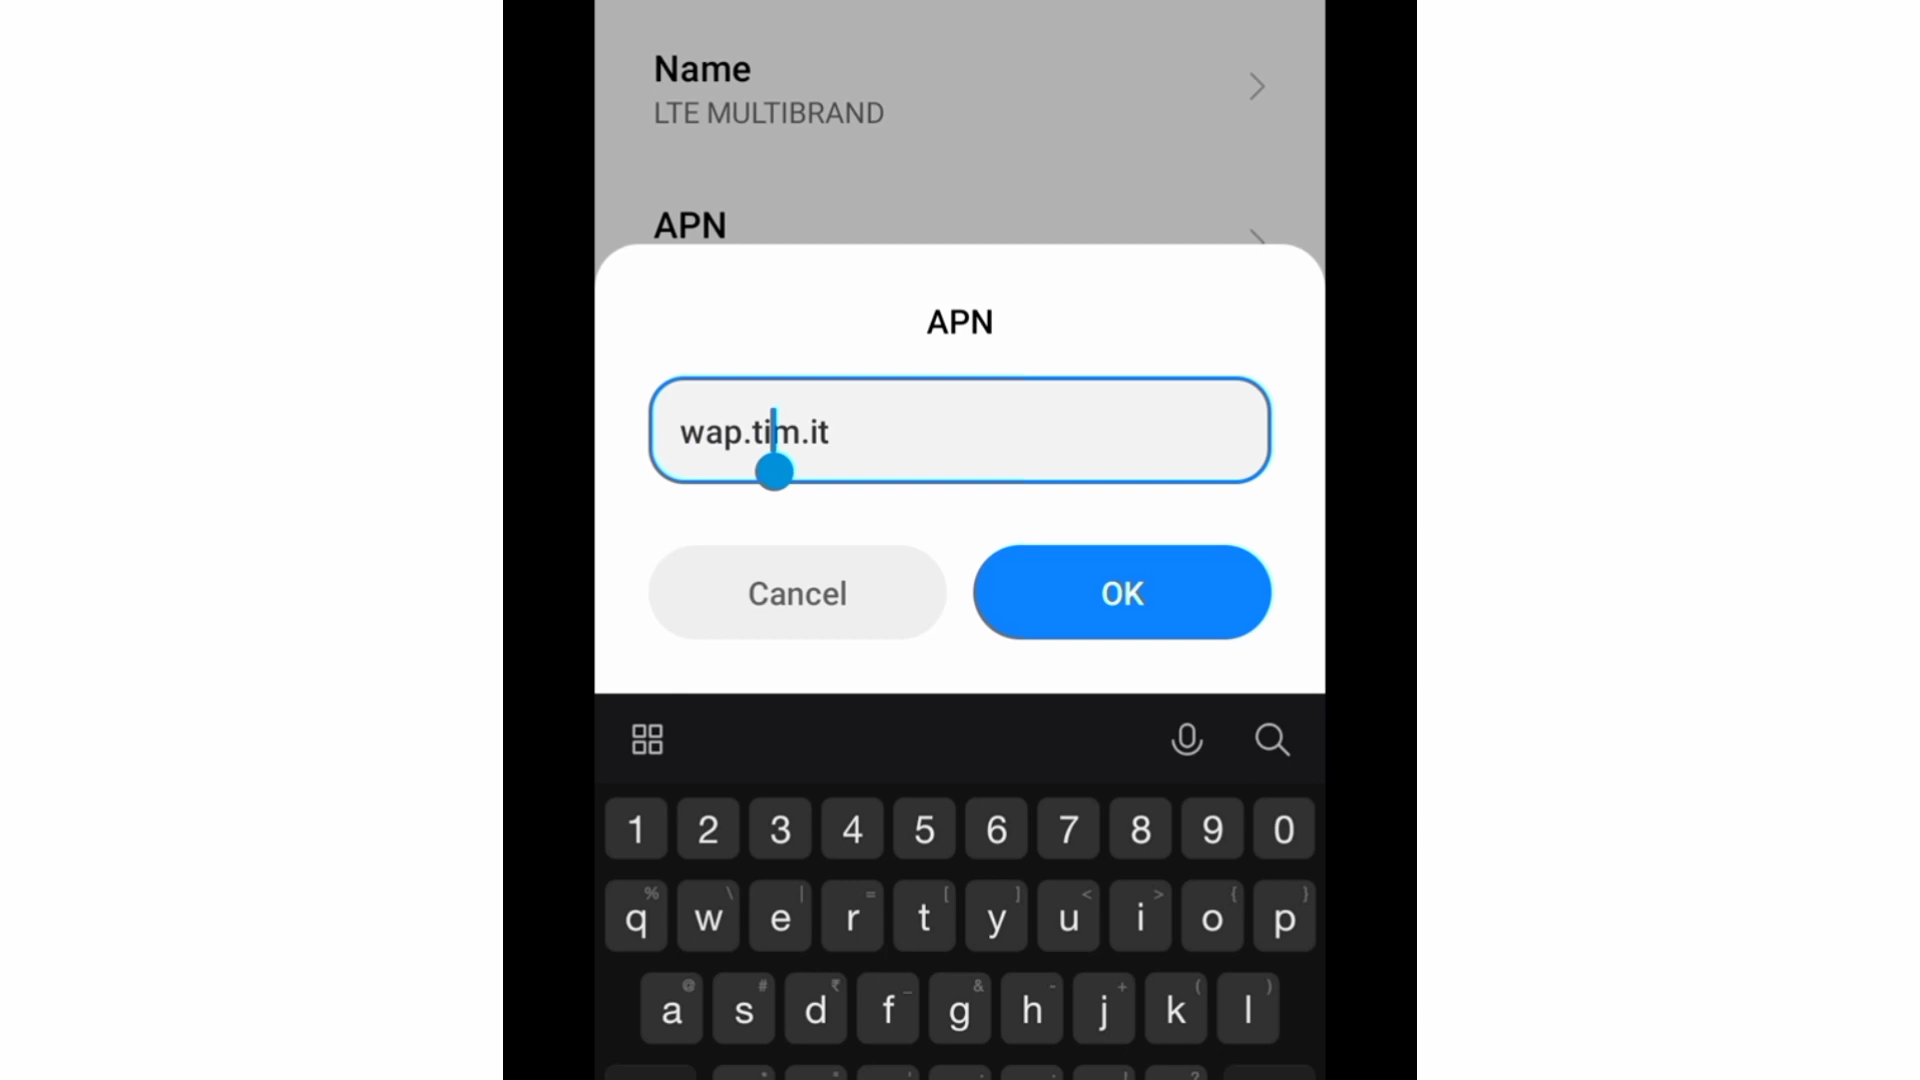 Name
LTE MULTIBRAND
APN
APN
wap.tim.it
Cancel OK
1 2 3 4 5 6 7 8 9 0
% \ | = [ ] < > { }
q w e r t y u i o p
@ # ₹ _ & - + ( )
a s d f g h j k l